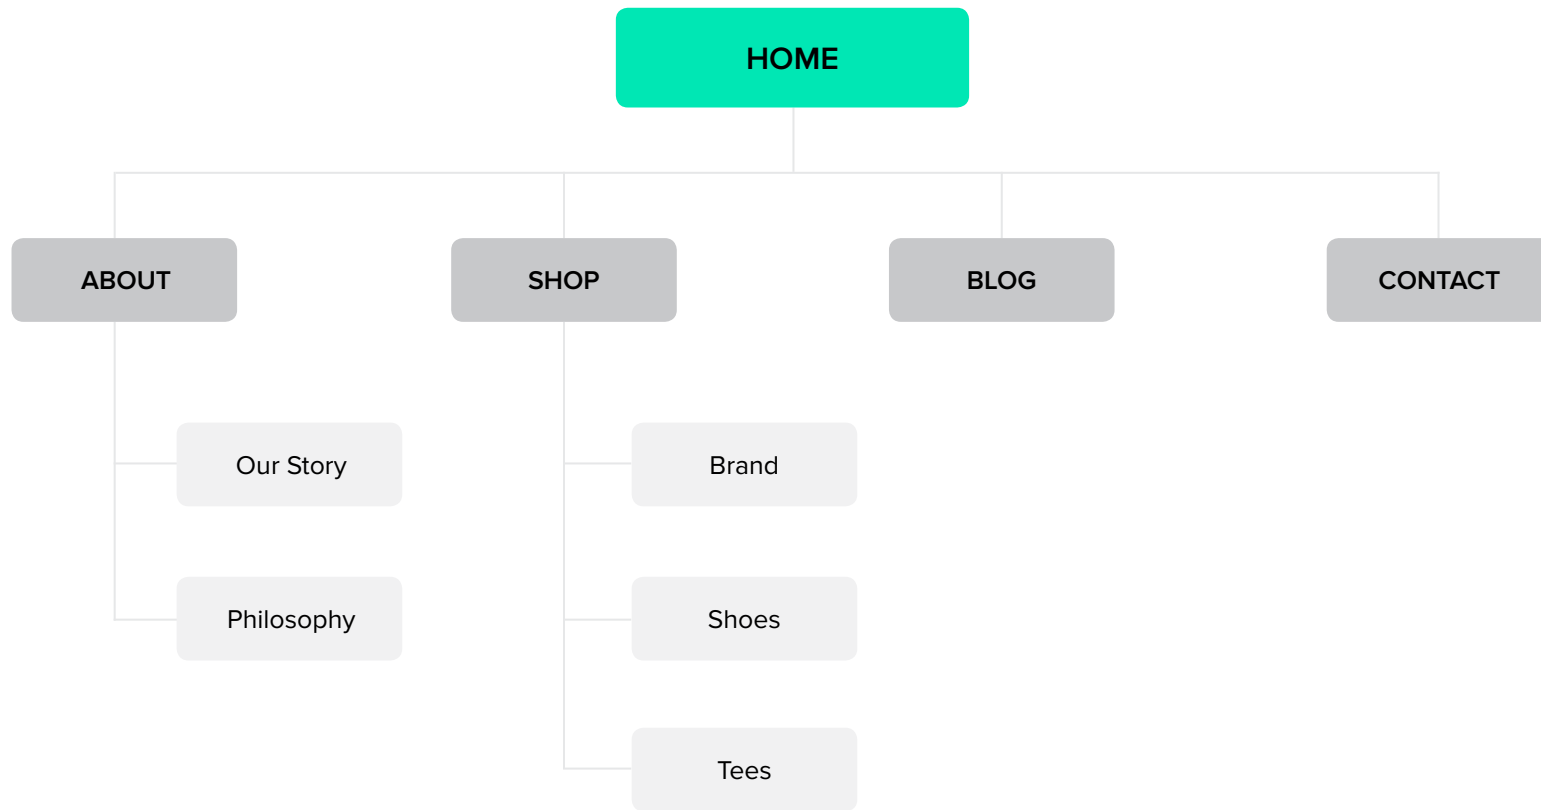 HOME
ABOUT
SHOP
BLOG
CONTACT
Our Story
Brand
Philosophy
Shoes
Tees